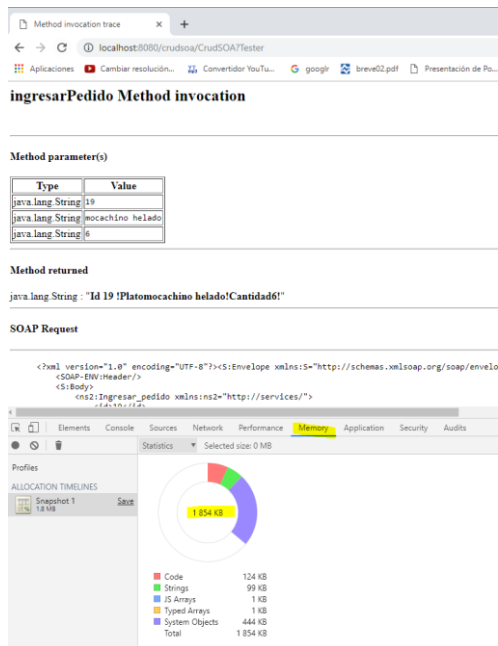 Method invocation trace
localhost:8080/crudsoa/CrudSOA?Tester
Aplicaciones Cambiar resolución... Convertidor YouTu... googlr breve02.pdf Presentación de Po...
ingresarPedido Method invocation
Method parameter(s)
Type Value
java.lang.String 19
java.lang.String mocachino helado
java.lang.String 6
Method returned
java.lang.String : "Id 19 !Platomocachino helado!Cantidad6!"
SOAP Request
<?xml version="1.0" encoding="UTF-8"?><S:Envelope xmlns:S="http://schemas.xmlsoap.org/soap/envelo
<SOAP-ENV:Header/>
<S:Body>
<ns2:Ingresar_pedido xmlns:ns2="http://services/">
<id>19</id>
Elements Console Sources Network Performance Memory Application Security Audits
Statistics Selected size: 0 MB
Profiles
ALLOCATION TIMELINES
Snapshot 1 Save
1.8 MB
1 854 KB
Code 124 KB
Strings 99 KB
JS Arrays 1 KB
Typed Arrays 1 KB
System Objects 444 KB
Total 1 854 KB